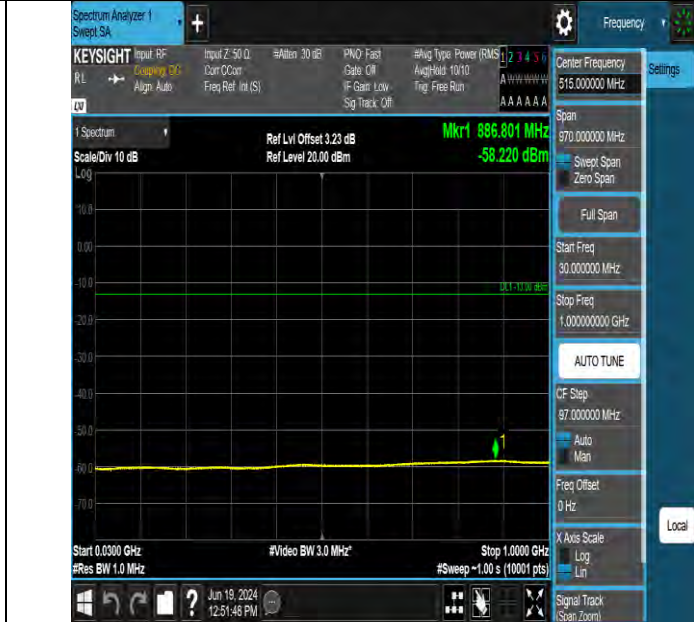 Spectrum Analyzer 1
Swept SA
Frequency
KEYSIGHT
RL
Input: RF
Coupling: DC
Align: Auto
Input Z: 50 Ω
Corr CCorr
Freq Ref: Int (S)
#Atten: 30 dB
PNO: Fast
Gate: Off
IF Gain: Low
Sig Track: Off
#Avg Type: Power (RMS
Avg|Hold: 10/10
Trig: Free Run
1 2 3 4 5 6
A W W W W W
A A A A A A
1 Spectrum
Scale/Div 10 dB
Log
Ref Lvl Offset 3.23 dB
Ref Level 20.00 dBm
Mkr1 886.801 MHz
-58.220 dBm
10.0
0.00
-10.0
DL1 -13.00 dBm
-20.0
-30.0
-40.0
-50.0
1
-60.0
-70.0
Start 0.0300 GHz
#Res BW 1.0 MHz
#Video BW 3.0 MHz*
Stop 1.0000 GHz
#Sweep ~1.00 s (10001 pts)
Jun 19, 2024
12:51:48 PM
Center Frequency
515.000000 MHz
Settings
Span
970.000000 MHz
Swept Span
Zero Span
Full Span
Start Freq
30.000000 MHz
Stop Freq
1.000000000 GHz
AUTO TUNE
CF Step
97.000000 MHz
Auto
Man
Freq Offset
0 Hz
Local
X Axis Scale
Log
Lin
Signal Track
(Span Zoom)